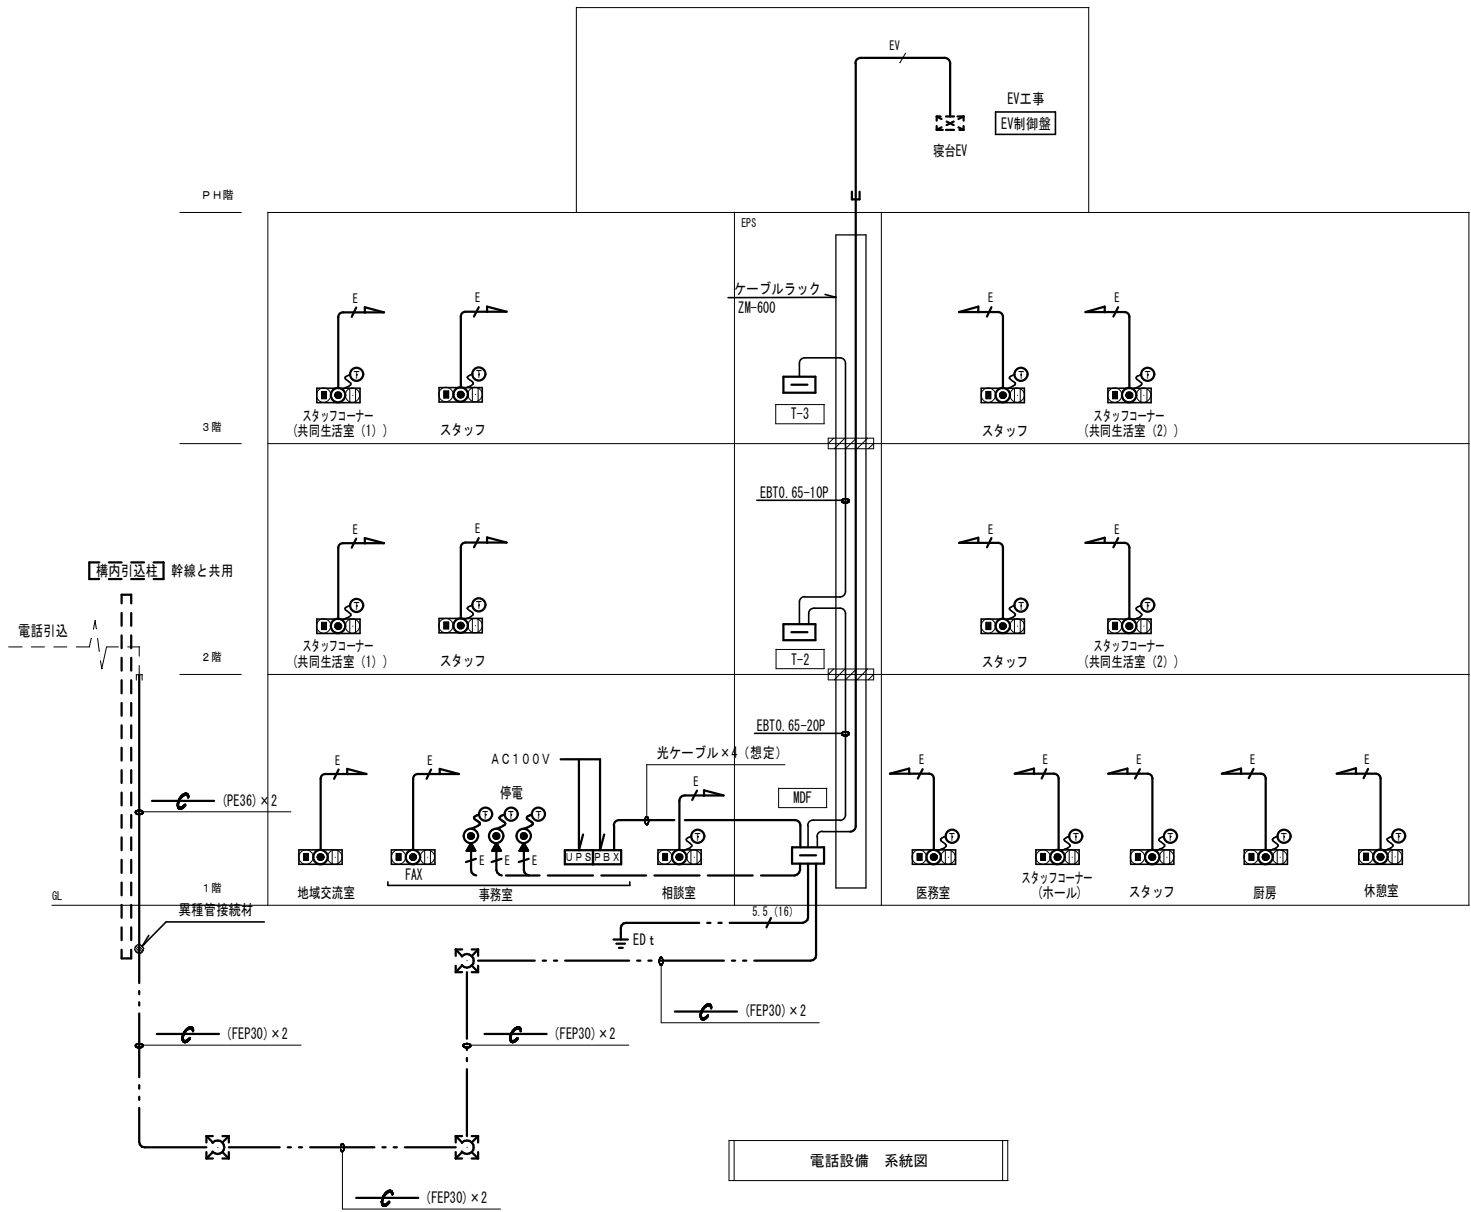 EV
EV工事
EV制御盤
寝台EV
PH階
EPS
ケーブルラック
ZM-600
E
E
E
E
T
T
T
T
T-3
スタッフコーナー
(共同生活室(1))
スタッフ
スタッフ
スタッフコーナー
(共同生活室(2))
3階
EBT0.65-10P
E
E
E
E
構内引込柱 幹線と共用
T
T
T
T
電話引込
スタッフコーナー
(共同生活室(1))
スタッフ
T-2
スタッフ
スタッフコーナー
(共同生活室(2))
2階
EBT0.65-20P
光ケーブル×4(想定)
AC100V
E
E
E
E
E
E
E
E
停電
MDF
(PE36)×2
T
T
T
T
T
T
T
T
T
E
E
E
UPS
PBX
FAX
地域交流室
事務室
相談室
医務室
スタッフコーナー
(ホール)
スタッフ
厨房
休憩室
1階
GL
異種管接続材
5.5(16)
EDt
(FEP30)×2
(FEP30)×2
(FEP30)×2
(FEP30)×2
電話設備 系統図